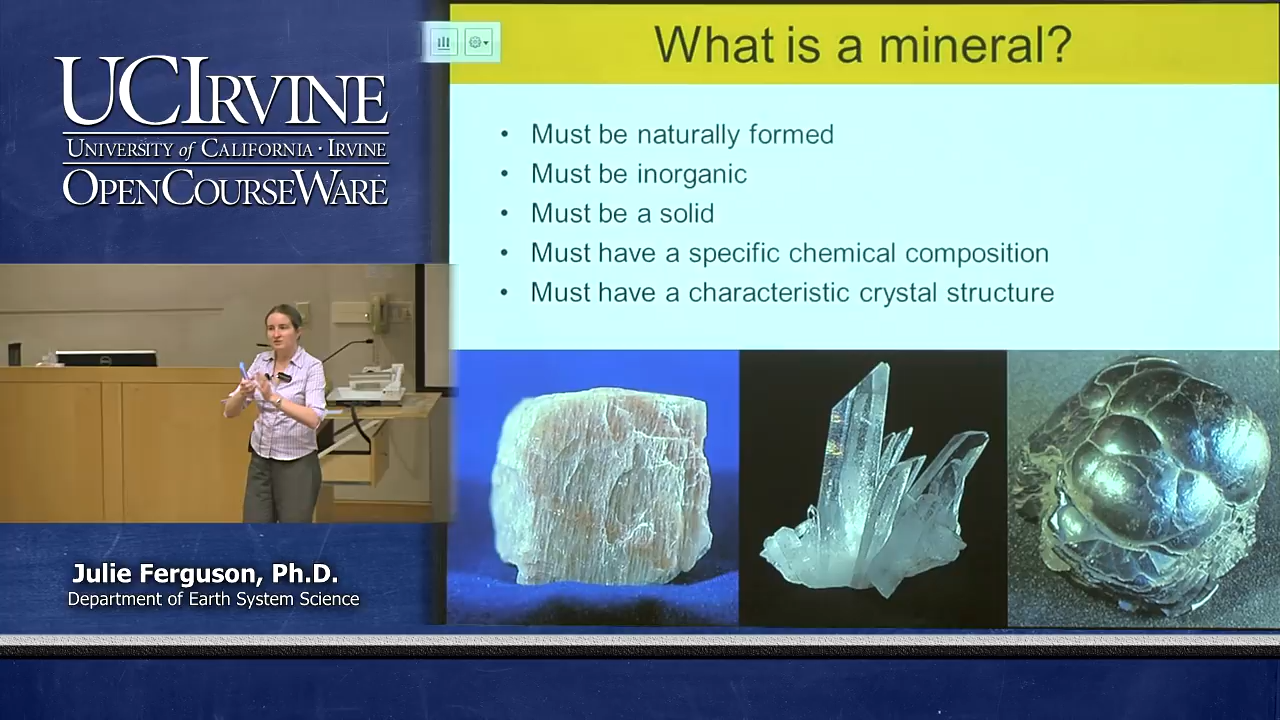 UCIRVINE
UNIVERSITY of CALIFORNIA · IRVINE
OPENCOURSEWARE
What is a mineral?
• Must be naturally formed
• Must be inorganic
• Must be a solid
• Must have a specific chemical composition
• Must have a characteristic crystal structure
Julie Ferguson, Ph.D.
Department of Earth System Science